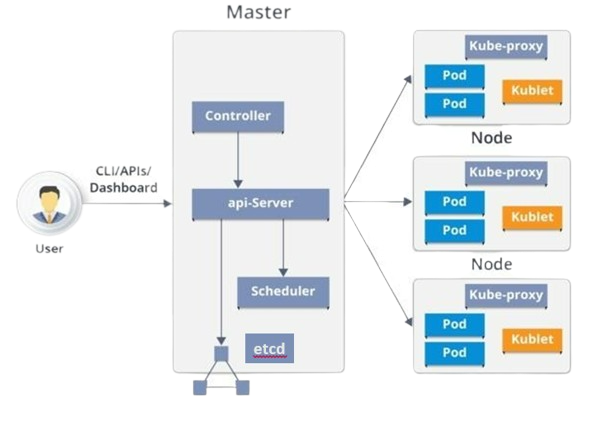 Master
Controller
api-Server
Scheduler
etcd
CLI/APIs/
Dashboard
User
Kube-proxy
Pod
Pod
Kublet
Node
Kube-proxy
Pod
Pod
Kublet
Node
Kube-proxy
Pod
Pod
Kublet